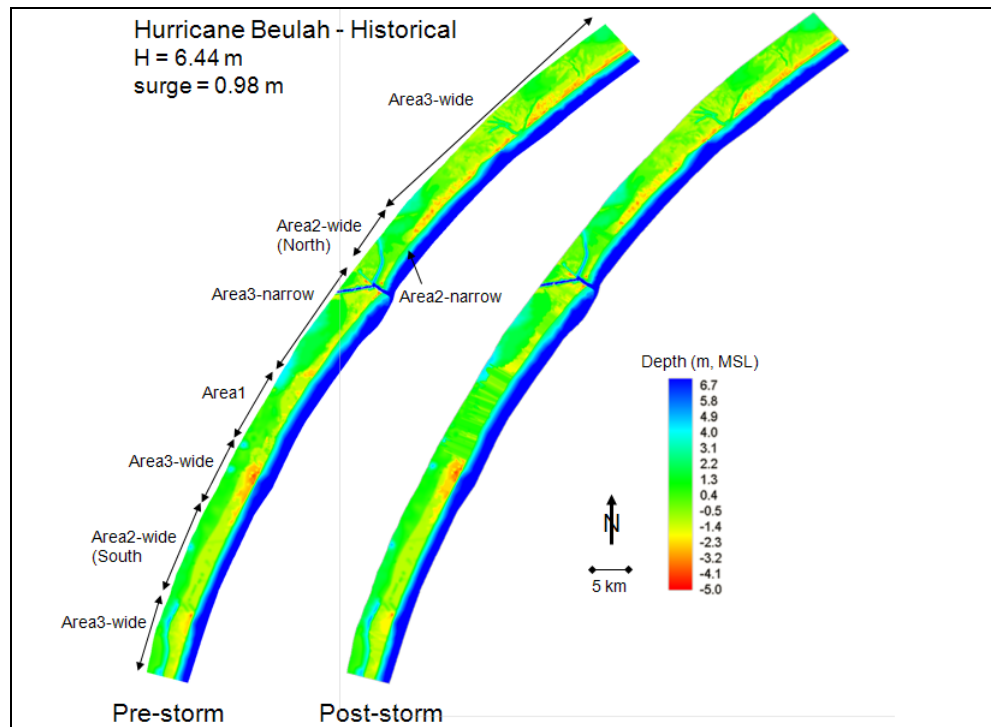 Hurricane Beulah - Historical
H = 6.44 m
surge = 0.98 m
Area3-wide
Area2-wide
(North)
Area3-narrow
Area2-narrow
Area1
Area3-wide
Area2-wide
(South
Area3-wide
Depth (m, MSL)
6.7
5.8
4.9
4.0
3.1
2.2
1.3
0.4
-0.5
-1.4
-2.3
-3.2
-4.1
-5.0
N
5 km
Pre-storm
Post-storm